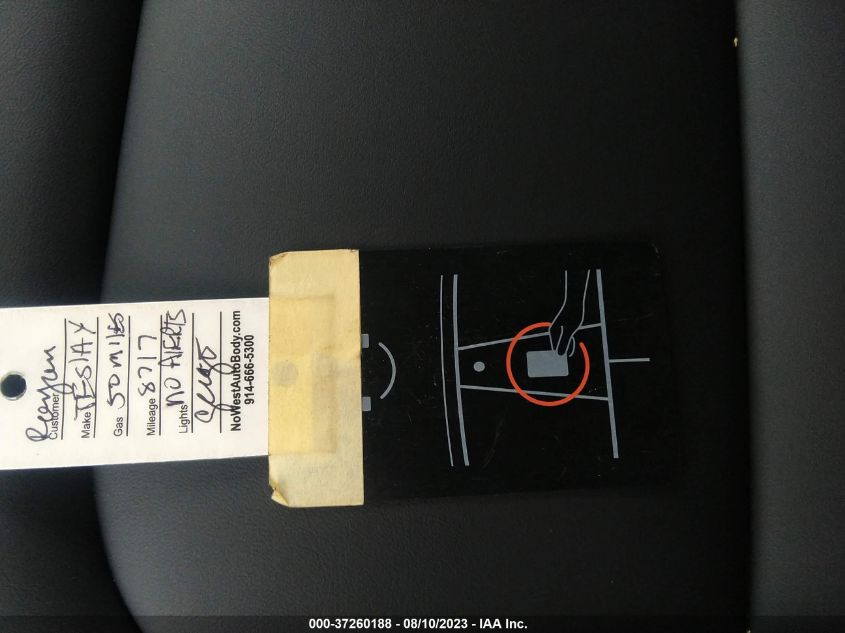 Customer
Make TESLA Y
Gas 50 miles
Mileage 8717
Lights NO Alerts
NoWestAutoBody.com
914-666-5300
000-37260188 - 08/10/2023 - IAA Inc.